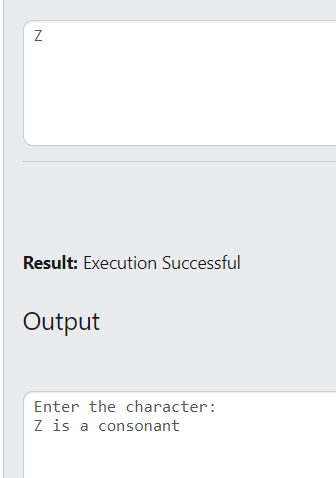 Z
Result: Execution Successful
Output
Enter the character:
Z is a consonant